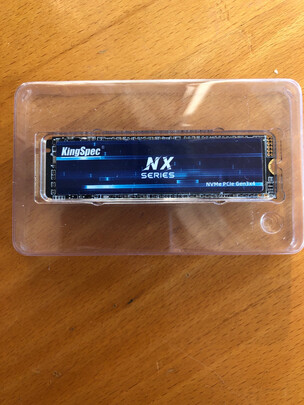 KingSpec
NX
SERIES
NVMe PCIe Gen3x4